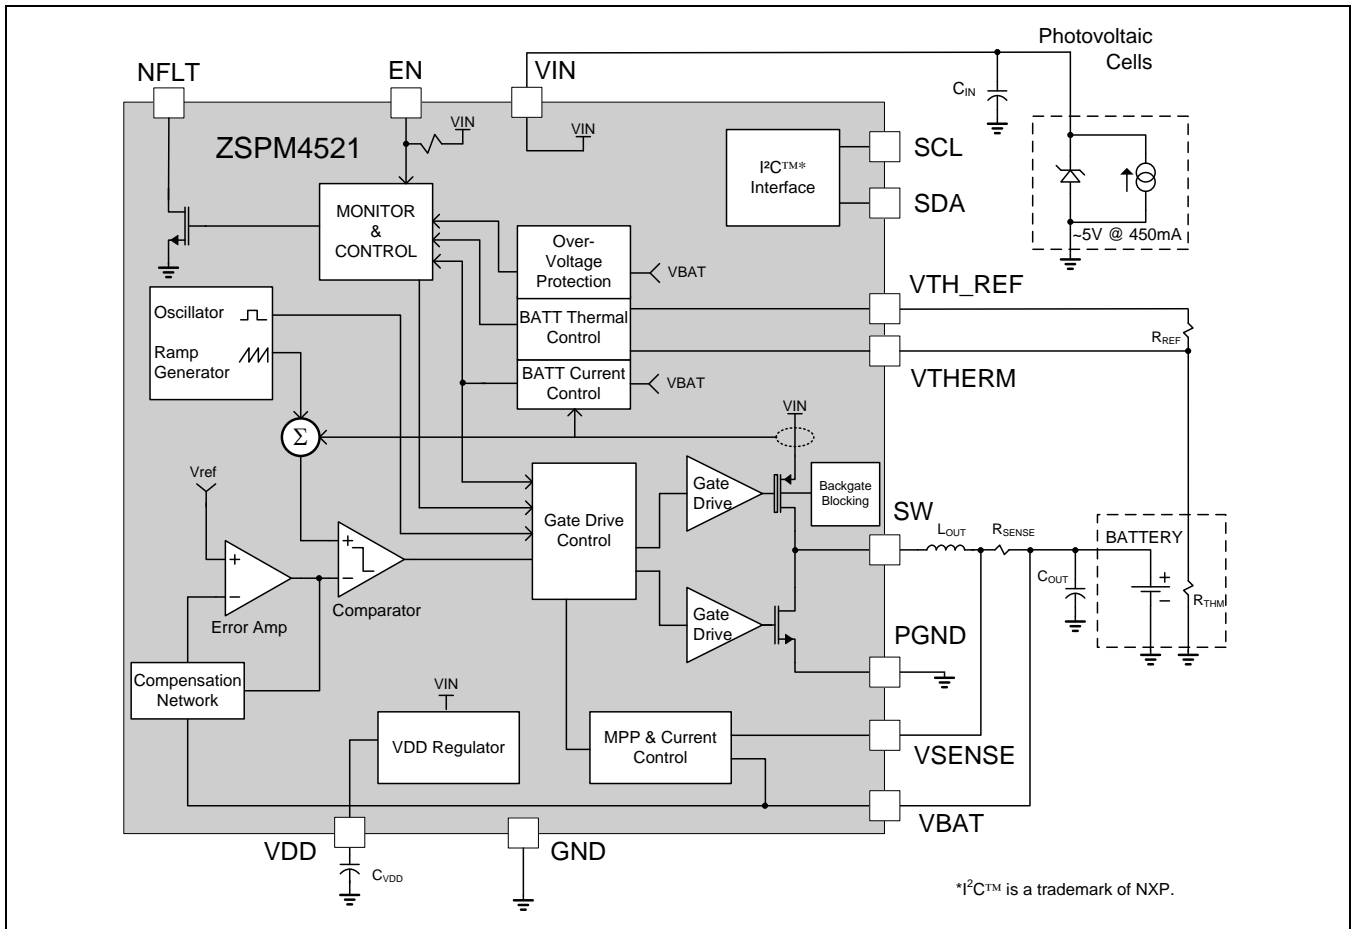 Photovoltaic
Cells
NFLT
EN
VIN
CIN
ZSPM4521
VIN
VIN
I²C™*
Interface
SCL
SDA
~5V @ 450mA
MONITOR
&
CONTROL
Over-
Voltage
Protection
VBAT
VTH_REF
BATT Thermal
Control
RREF
VTHERM
BATT Current
Control
VBAT
Oscillator
Ramp
Generator
Σ
VIN
Vref
Gate
Drive
Backgate
Blocking
SW
Gate Drive
Control
LOUT
RSENSE
BATTERY
+
−
COUT
RTHM
+
−
Error Amp
+
−
Comparator
Gate
Drive
PGND
Compensation
Network
VIN
VDD Regulator
MPP & Current
Control
VSENSE
VBAT
VDD
GND
CVDD
*I²C™ is a trademark of NXP.